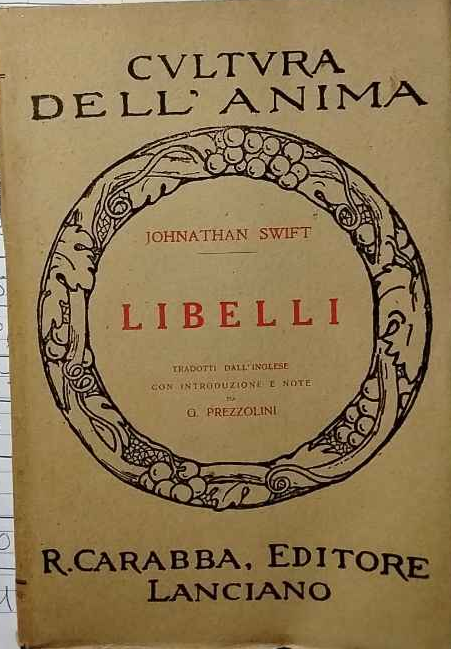 CVLTVRA
DELL' ANIMA
JOHNATHAN SWIFT
LIBELLI
TRADOTTI DALL'INGLESE
CON INTRODUZIONE E NOTE
DA
G. PREZZOLINI
R. CARABBA, EDITORE
LANCIANO